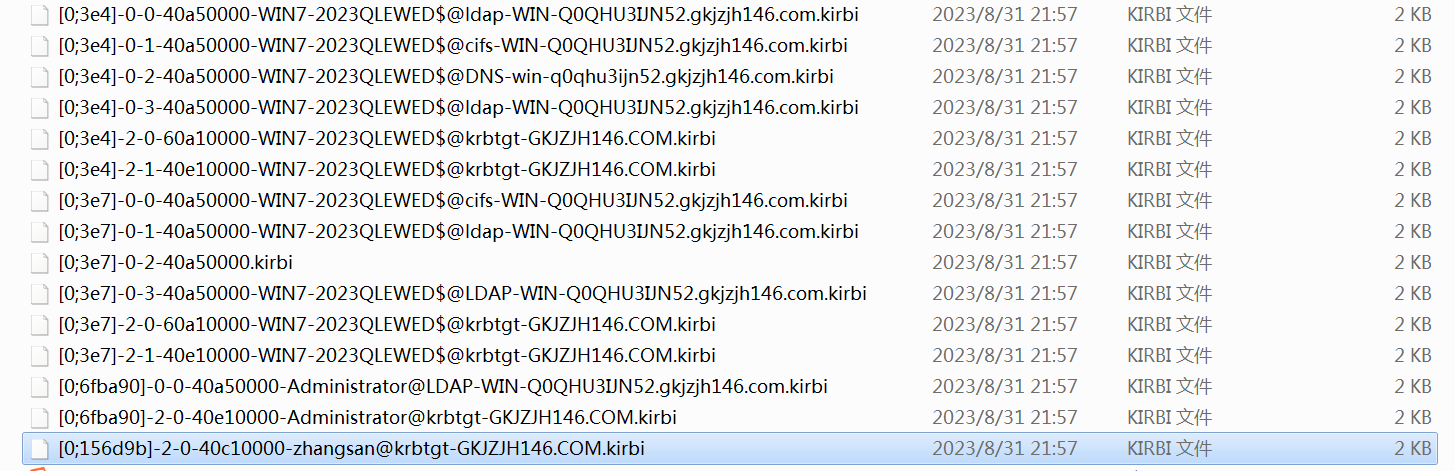 [0;3e4]-0-0-40a50000-WIN7-2023QLEWED$@ldap-WIN-Q0QHU3IJN52.gkjzjh146.com.kirbi 2023/8/31 21:57 KIRBI 文件 2 KB
[0;3e4]-0-1-40a50000-WIN7-2023QLEWED$@cifs-WIN-Q0QHU3IJN52.gkjzjh146.com.kirbi 2023/8/31 21:57 KIRBI 文件 2 KB
[0;3e4]-0-2-40a50000-WIN7-2023QLEWED$@DNS-win-q0qhu3ijn52.gkjzjh146.com.kirbi 2023/8/31 21:57 KIRBI 文件 2 KB
[0;3e4]-0-3-40a50000-WIN7-2023QLEWED$@ldap-WIN-Q0QHU3IJN52.gkjzjh146.com.kirbi 2023/8/31 21:57 KIRBI 文件 2 KB
[0;3e4]-2-0-60a10000-WIN7-2023QLEWED$@krbtgt-GKJZJH146.COM.kirbi 2023/8/31 21:57 KIRBI 文件 2 KB
[0;3e4]-2-1-40e10000-WIN7-2023QLEWED$@krbtgt-GKJZJH146.COM.kirbi 2023/8/31 21:57 KIRBI 文件 2 KB
[0;3e7]-0-0-40a50000-WIN7-2023QLEWED$@cifs-WIN-Q0QHU3IJN52.gkjzjh146.com.kirbi 2023/8/31 21:57 KIRBI 文件 2 KB
[0;3e7]-0-1-40a50000-WIN7-2023QLEWED$@ldap-WIN-Q0QHU3IJN52.gkjzjh146.com.kirbi 2023/8/31 21:57 KIRBI 文件 2 KB
[0;3e7]-0-2-40a50000.kirbi 2023/8/31 21:57 KIRBI 文件 2 KB
[0;3e7]-0-3-40a50000-WIN7-2023QLEWED$@LDAP-WIN-Q0QHU3IJN52.gkjzjh146.com.kirbi 2023/8/31 21:57 KIRBI 文件 2 KB
[0;3e7]-2-0-60a10000-WIN7-2023QLEWED$@krbtgt-GKJZJH146.COM.kirbi 2023/8/31 21:57 KIRBI 文件 2 KB
[0;3e7]-2-1-40e10000-WIN7-2023QLEWED$@krbtgt-GKJZJH146.COM.kirbi 2023/8/31 21:57 KIRBI 文件 2 KB
[0;6fba90]-0-0-40a50000-Administrator@LDAP-WIN-Q0QHU3IJN52.gkjzjh146.com.kirbi 2023/8/31 21:57 KIRBI 文件 2 KB
[0;6fba90]-2-0-40e10000-Administrator@krbtgt-GKJZJH146.COM.kirbi 2023/8/31 21:57 KIRBI 文件 2 KB
[0;156d9b]-2-0-40c10000-zhangsan@krbtgt-GKJZJH146.COM.kirbi 2023/8/31 21:57 KIRBI 文件 2 KB